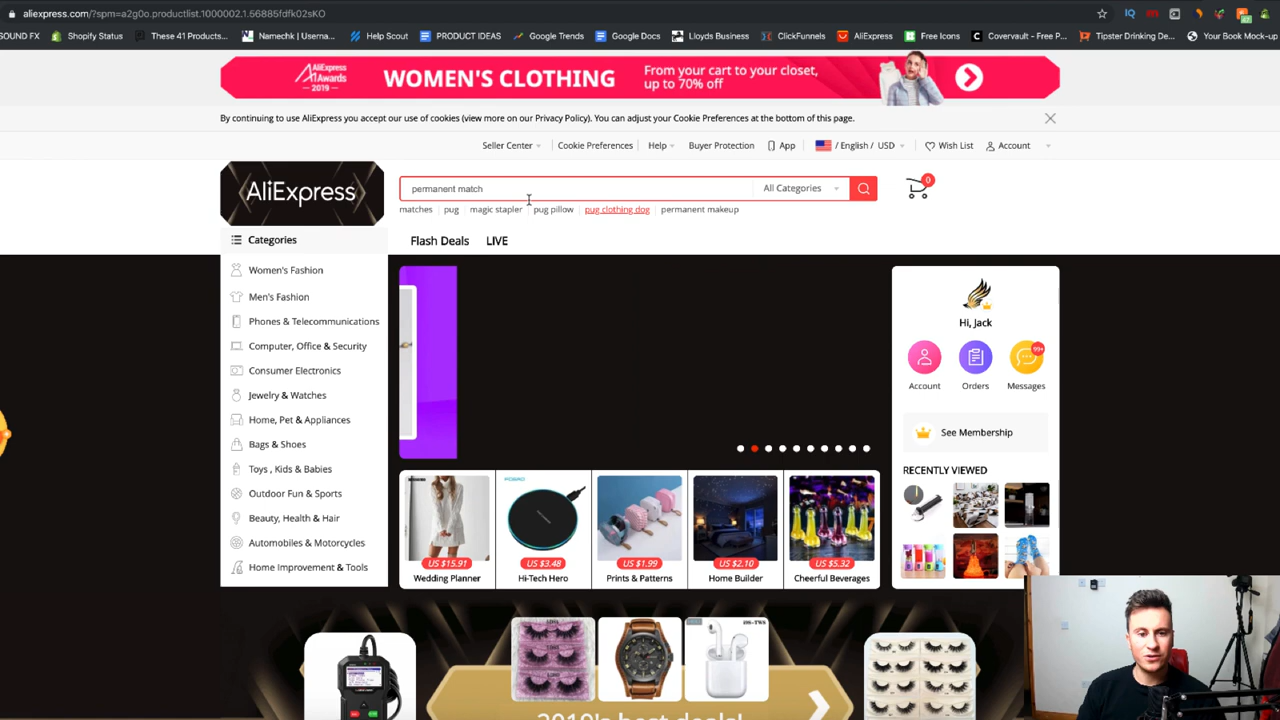 aliexpress.com/?spm=a2g0o.productlist.1000002.1.56885fdfk02sKO
SOUND FX Shopify Status These 41 Products... Namechk | Userna... Help Scout PRODUCT IDEAS Google Trends Google Docs Lloyds Business ClickFunnels AliExpress Free Icons Covervault - Free P... Tipster Drinking De... Your Book Mock-up
AliExpress Awards 2019
WOMEN'S CLOTHING
From your cart to your closet,
up to 70% off
By continuing to use AliExpress you accept our use of cookies (view more on our Privacy Policy). You can adjust your Cookie Preferences at the bottom of this page.
Seller Center Cookie Preferences Help Buyer Protection App / English / USD Wish List Account
AliExpress
permanent match All Categories 0
matches pug magic stapler pug pillow pug clothing dog permanent makeup
Categories Flash Deals LIVE
Women's Fashion
Men's Fashion
Phones & Telecommunications
Computer, Office & Security
Consumer Electronics
Jewelry & Watches
Home, Pet & Appliances
Bags & Shoes
Toys , Kids & Babies
Outdoor Fun & Sports
Beauty, Health & Hair
Automobiles & Motorcycles
Home Improvement & Tools
Hi, Jack
99+
Account Orders Messages
See Membership
RECENTLY VIEWED
US $15.91 US $3.48 US $1.99 US $2.10 US $5.32
Wedding Planner Hi-Tech Hero Prints & Patterns Home Builder Cheerful Beverages
i9S-TWS
2019's best deals!